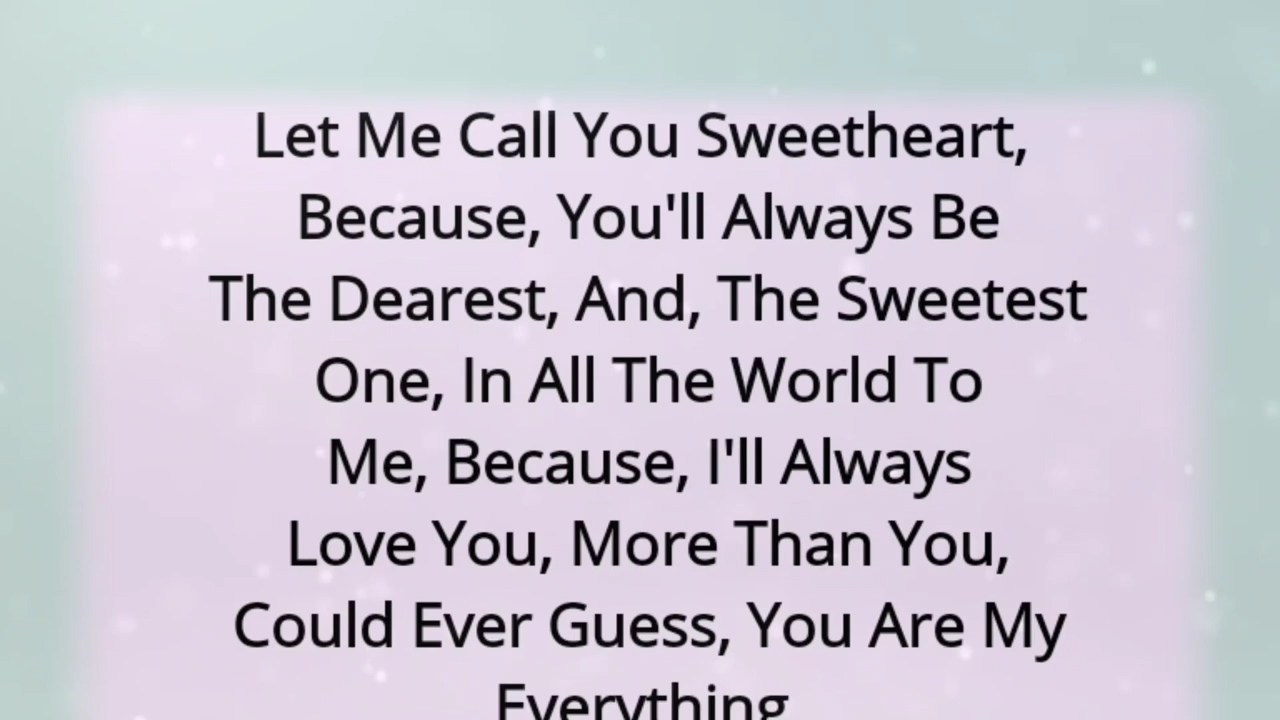 Let Me Call You Sweetheart,
Because, You'll Always Be
The Dearest, And, The Sweetest
One, In All The World To
Me, Because, I'll Always
Love You, More Than You,
Could Ever Guess, You Are My
Everything